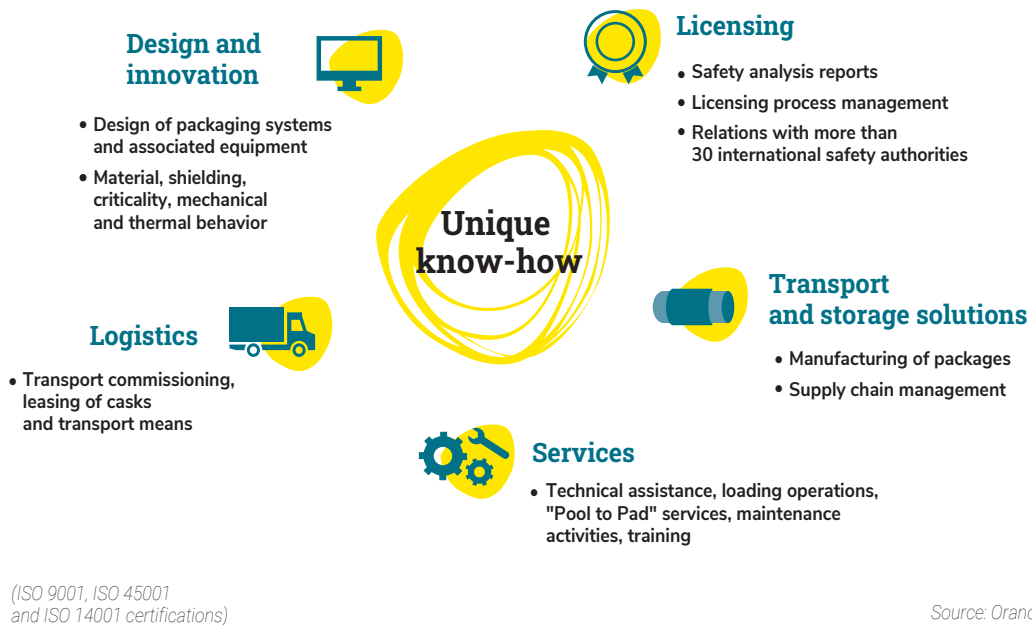 Design and
innovation
• Design of packaging systems
and associated equipment
• Material, shielding,
criticality, mechanical
and thermal behavior
Licensing
• Safety analysis reports
• Licensing process management
• Relations with more than
30 international safety authorities
Unique
know-how
Transport
and storage solutions
• Manufacturing of packages
• Supply chain management
Logistics
• Transport commissioning,
leasing of casks
and transport means
Services
• Technical assistance, loading operations,
"Pool to Pad" services, maintenance
activities, training
(ISO 9001, ISO 45001
and ISO 14001 certifications)
Source: